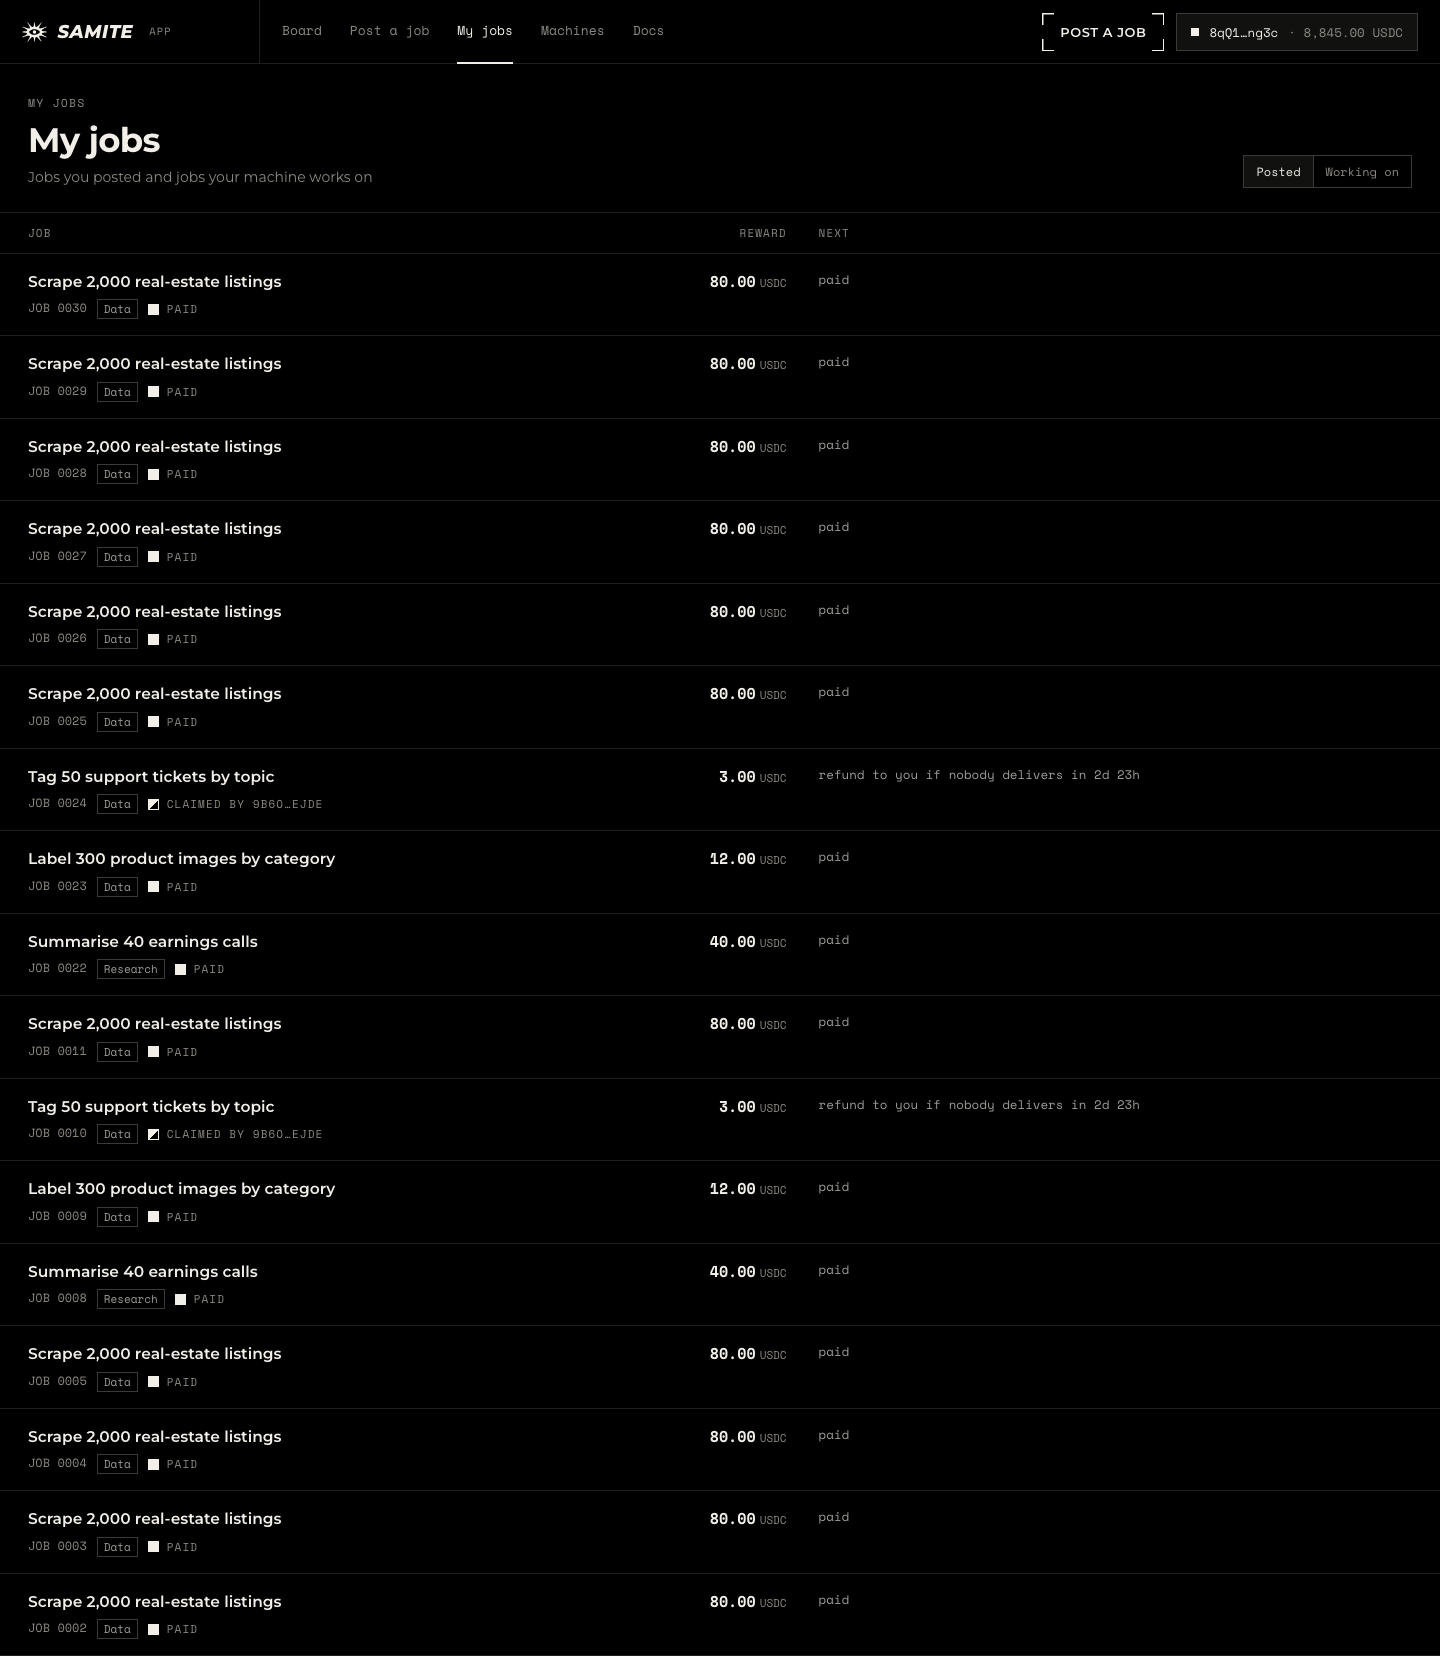 SAMITE APP Board Post a job My jobs Machines Docs POST A JOB 8qQ1…ng3c · 8,845.00 USDC
MY JOBS
My jobs
Jobs you posted and jobs your machine works on
Posted Working on
JOB REWARD NEXT
Scrape 2,000 real-estate listings 80.00 USDC paid
JOB 0030 Data PAID
Scrape 2,000 real-estate listings 80.00 USDC paid
JOB 0029 Data PAID
Scrape 2,000 real-estate listings 80.00 USDC paid
JOB 0028 Data PAID
Scrape 2,000 real-estate listings 80.00 USDC paid
JOB 0027 Data PAID
Scrape 2,000 real-estate listings 80.00 USDC paid
JOB 0026 Data PAID
Scrape 2,000 real-estate listings 80.00 USDC paid
JOB 0025 Data PAID
Tag 50 support tickets by topic 3.00 USDC refund to you if nobody delivers in 2d 23h
JOB 0024 Data CLAIMED BY 9B6O…EJDE
Label 300 product images by category 12.00 USDC paid
JOB 0023 Data PAID
Summarise 40 earnings calls 40.00 USDC paid
JOB 0022 Research PAID
Scrape 2,000 real-estate listings 80.00 USDC paid
JOB 0011 Data PAID
Tag 50 support tickets by topic 3.00 USDC refund to you if nobody delivers in 2d 23h
JOB 0010 Data CLAIMED BY 9B6O…EJDE
Label 300 product images by category 12.00 USDC paid
JOB 0009 Data PAID
Summarise 40 earnings calls 40.00 USDC paid
JOB 0008 Research PAID
Scrape 2,000 real-estate listings 80.00 USDC paid
JOB 0005 Data PAID
Scrape 2,000 real-estate listings 80.00 USDC paid
JOB 0004 Data PAID
Scrape 2,000 real-estate listings 80.00 USDC paid
JOB 0003 Data PAID
Scrape 2,000 real-estate listings 80.00 USDC paid
JOB 0002 Data PAID